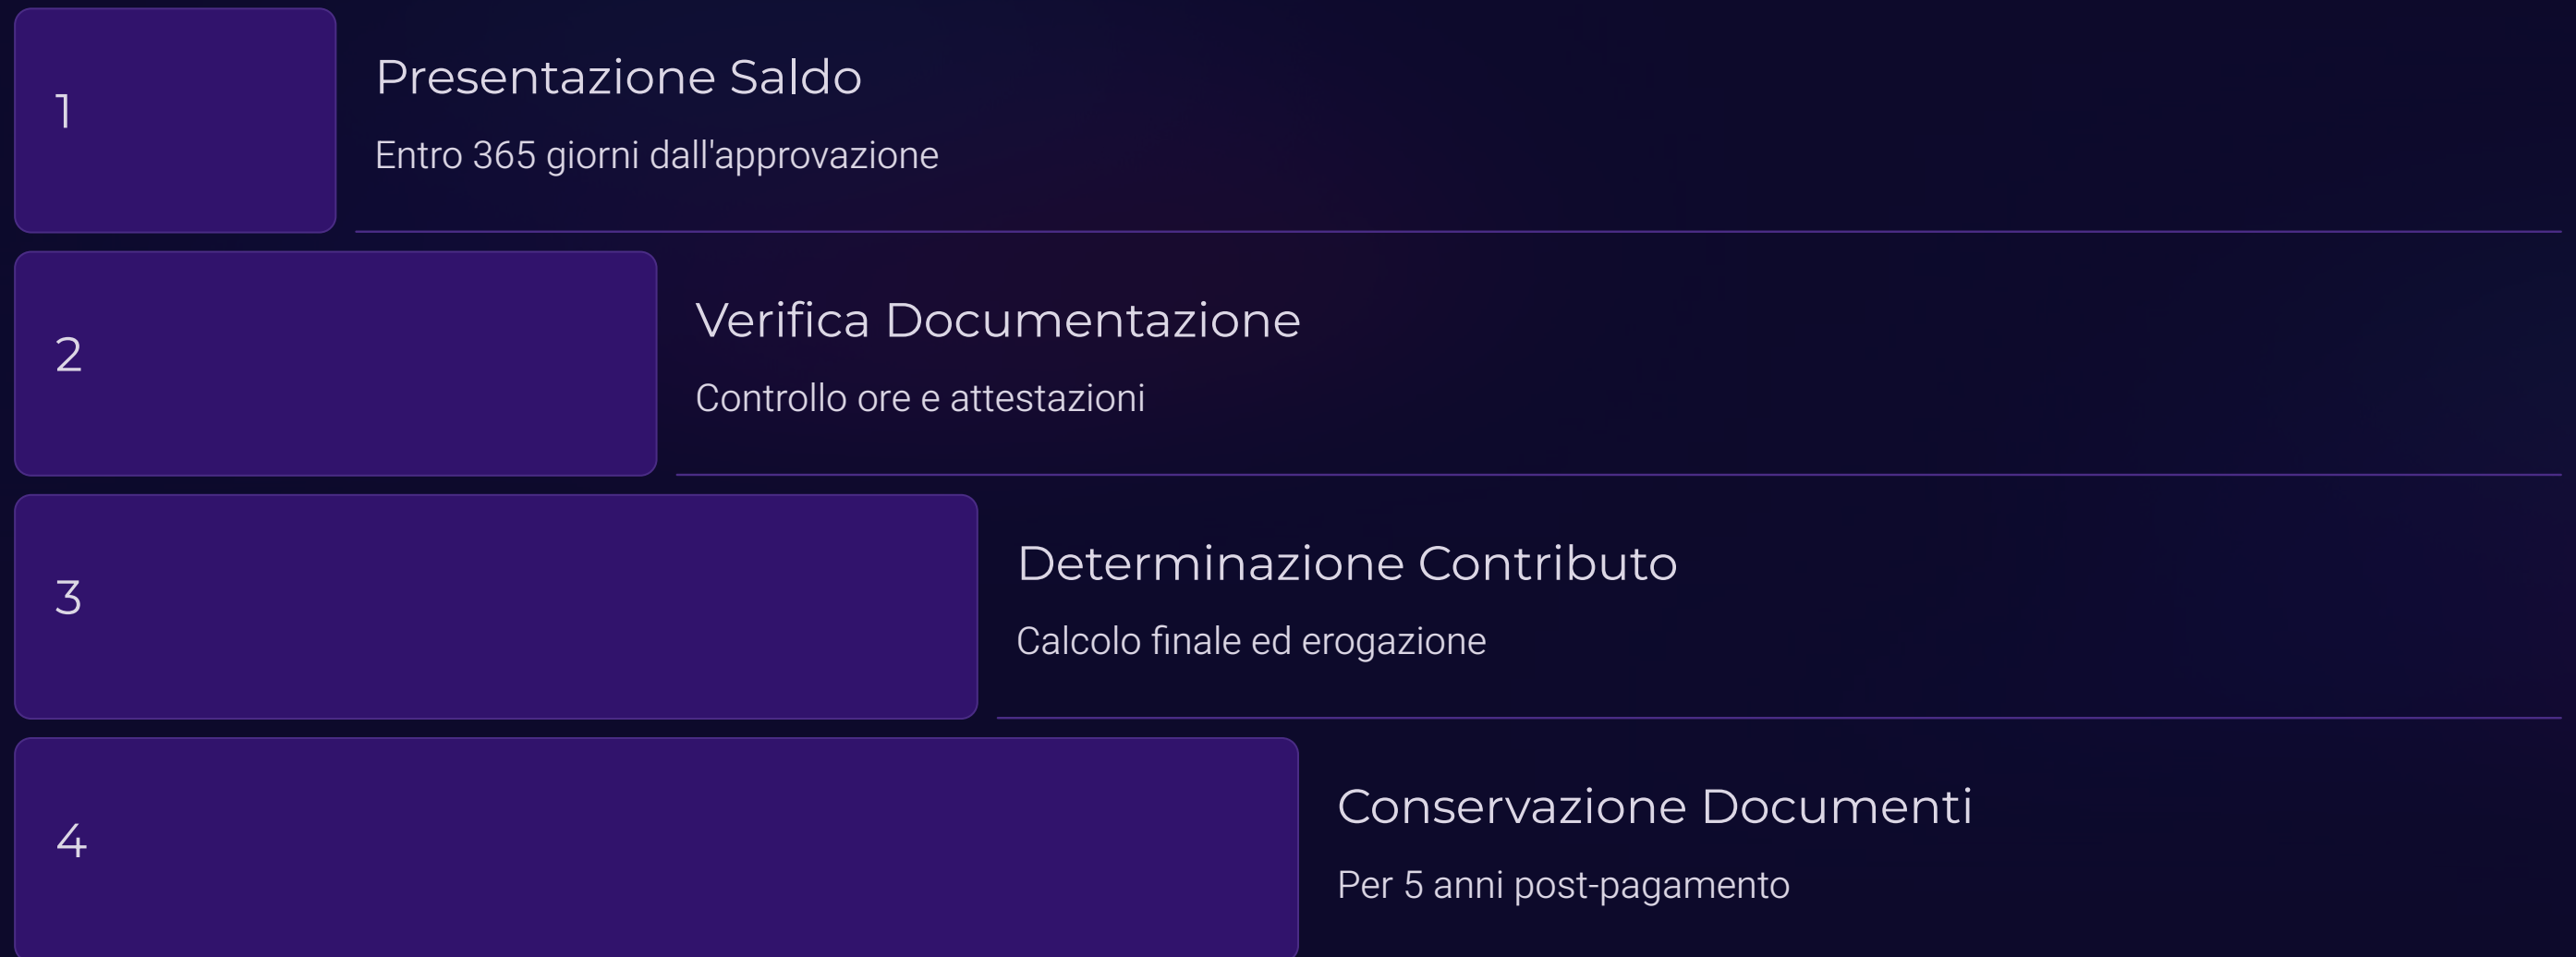 1
Presentazione Saldo
Entro 365 giorni dall'approvazione
2
Verifica Documentazione
Controllo ore e attestazioni
3
Determinazione Contributo
Calcolo finale ed erogazione
4
Conservazione Documenti
Per 5 anni post-pagamento